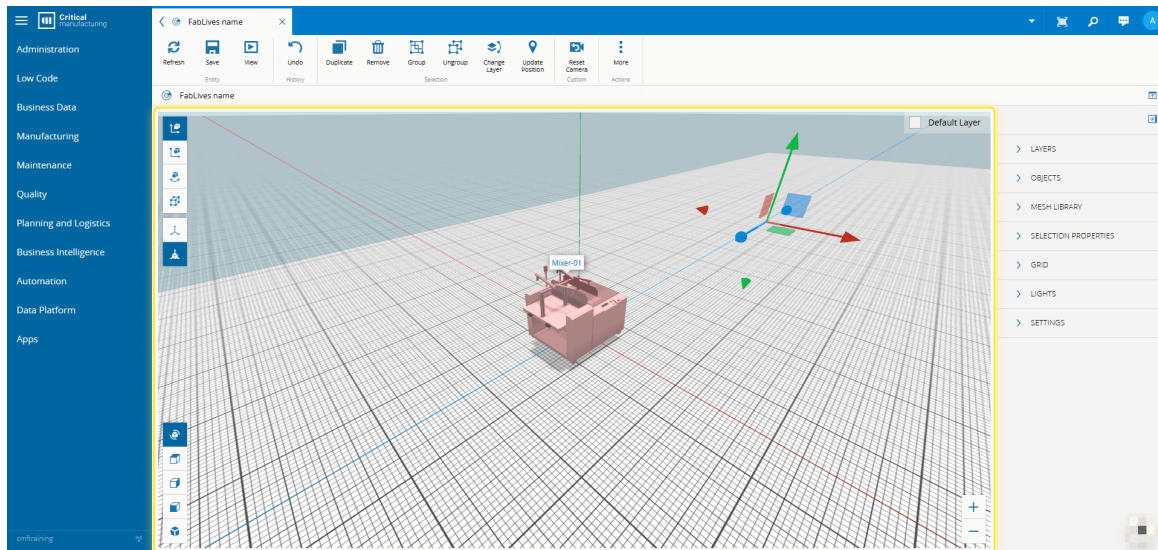 Critical
manufacturing
FabLives name
A
Administration
Low Code
Business Data
Manufacturing
Maintenance
Quality
Planning and Logistics
Business Intelligence
Automation
Data Platform
Apps
cmftraining
Refresh
Save
View
Undo
Duplicate
Remove
Group
Ungroup
Change
Layer
Update
Position
Reset
Camera
More
Entity
History
Selection
Custom
Actions
FabLives name
Default Layer
Mixer-01
LAYERS
OBJECTS
MESH LIBRARY
SELECTION PROPERTIES
GRID
LIGHTS
SETTINGS